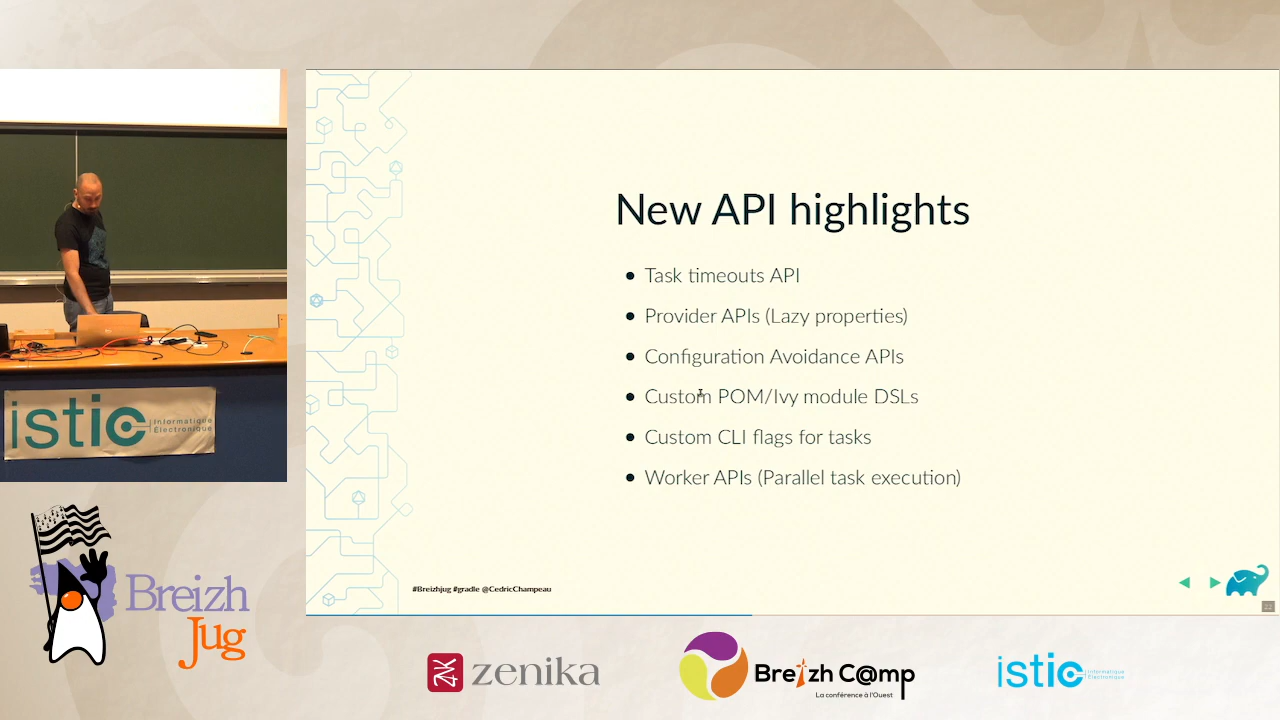 New API highlights
Task timeouts API
Provider APIs (Lazy properties)
Configuration Avoidance APIs
Custom POM/Ivy module DSLs
Custom CLI flags for tasks
Worker APIs (Parallel task execution)
#Breizhjug #gradle @CedricChampeau
22
istic
Informatique
Électronique
Breizh
Jug
zenika
Breizh C@mp
La conférence à l'Ouest
istic
Informatique
Électronique